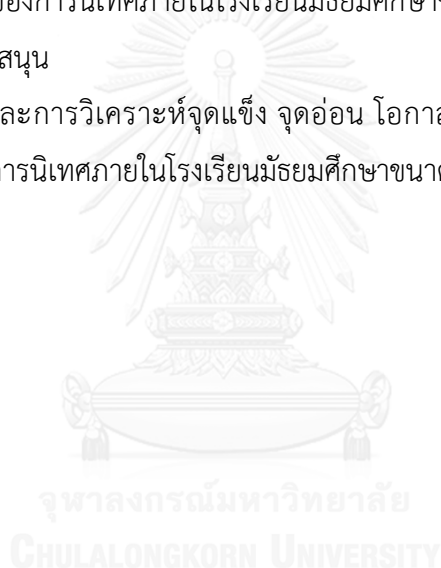 ของการนิเทศภายในโรงเรียนมัธยมศึกษา
สนุน
ละการวิเคราะห์จุดแข็ง จุดอ่อน โอกาส
การนิเทศภายในโรงเรียนมัธยมศึกษาขนาด
จุฬาลงกรณ์มหาวิทยาลัย
CHULALONGKORN UNIVERSITY